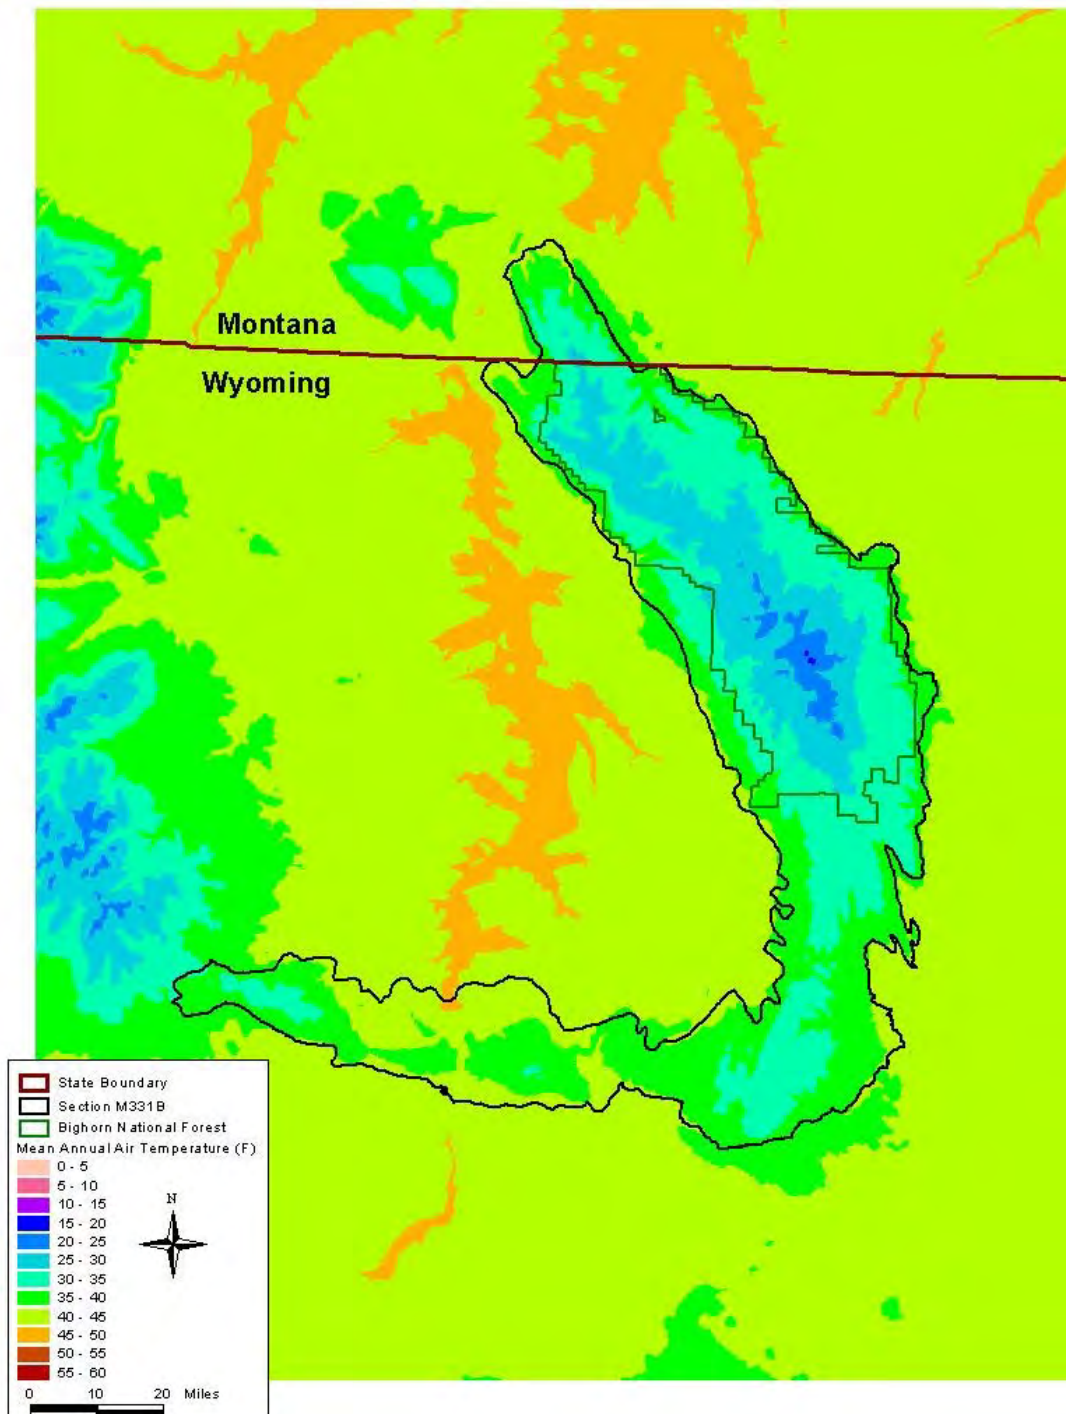 Montana
Wyoming
State Boundary
Section M331B
Bighorn National Forest
Mean Annual Air Temperature (F)
0 - 5
5 - 10
10 - 15
15 - 20
20 - 25
25 - 30
30 - 35
35 - 40
40 - 45
45 - 50
50 - 55
55 - 60
N
0 10 20 Miles